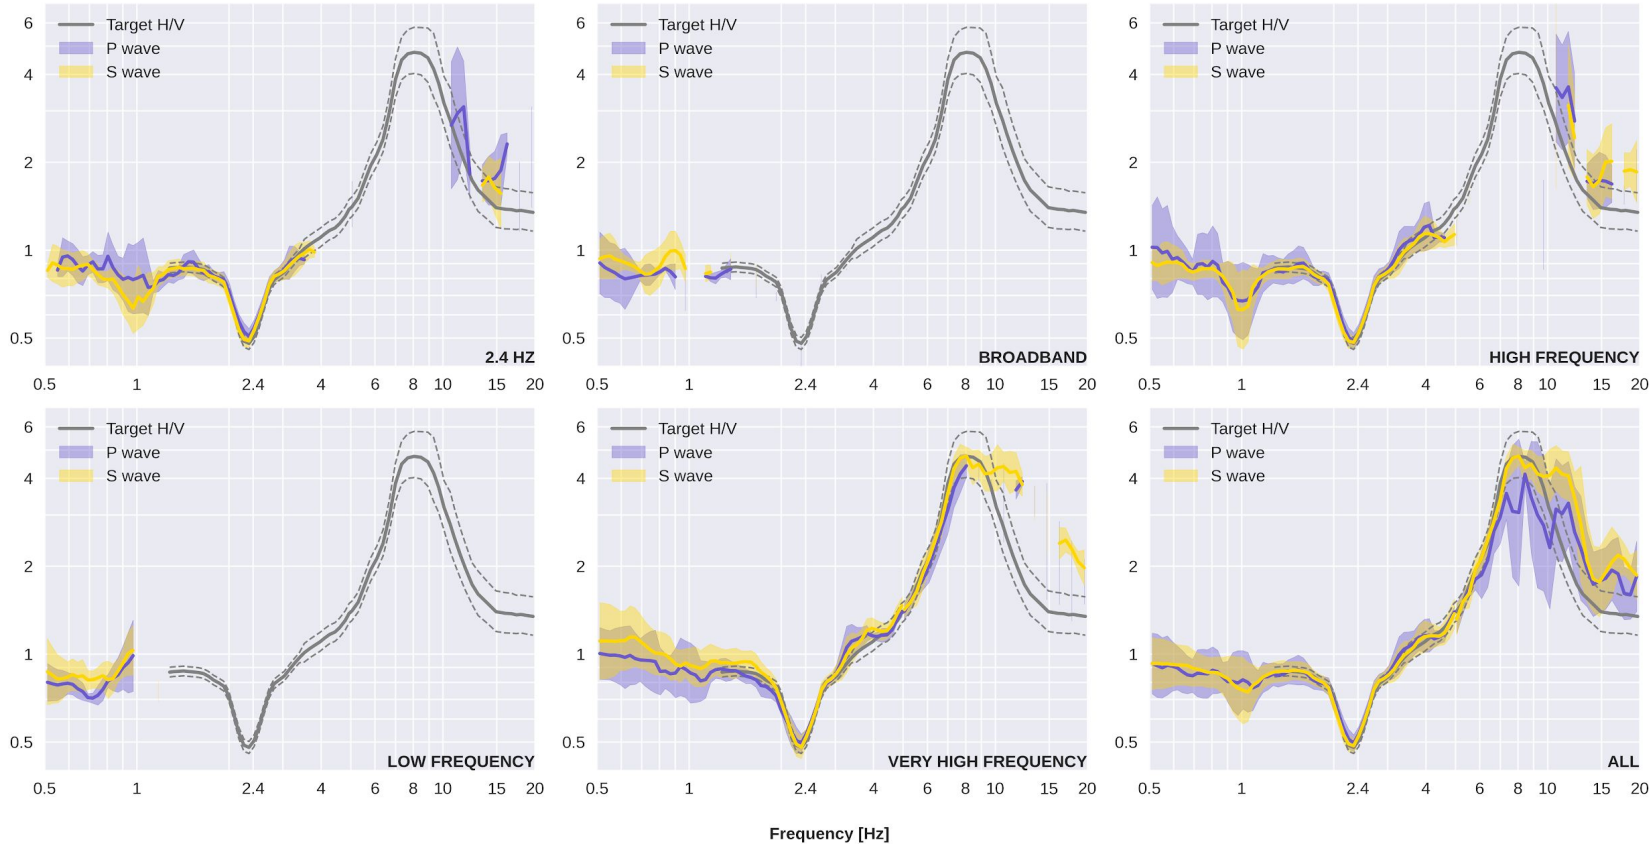 6
4
2
1
0.5
Target H/V
P wave
S wave
2.4 HZ
0.5 1 2.4 4 6 8 10 15 20
6
4
2
1
0.5
Target H/V
P wave
S wave
BROADBAND
0.5 1 2.4 4 6 8 10 15 20
6
4
2
1
0.5
Target H/V
P wave
S wave
HIGH FREQUENCY
0.5 1 2.4 4 6 8 10 15 20
6
4
2
1
0.5
Target H/V
P wave
S wave
LOW FREQUENCY
0.5 1 2.4 4 6 8 10 15 20
6
4
2
1
0.5
Target H/V
P wave
S wave
VERY HIGH FREQUENCY
0.5 1 2.4 4 6 8 10 15 20
6
4
2
1
0.5
Target H/V
P wave
S wave
ALL
0.5 1 2.4 4 6 8 10 15 20
Frequency [Hz]